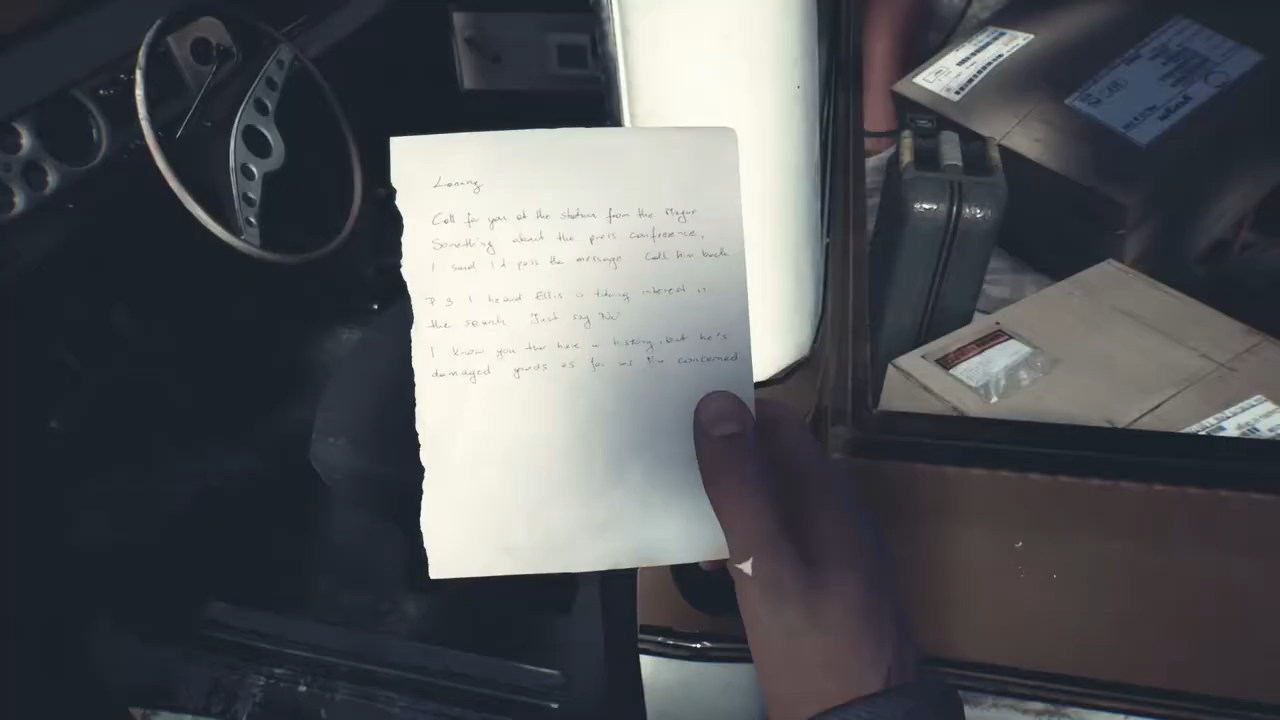 Lanning
Call for you at the station from the Mayor
Something about the press conference,
I said I'd pass the message Call him back
P S I heard Ellis is taking interest in
the search Just say No
I know you two have a history, but he's
damaged goods as far as I'm concerned